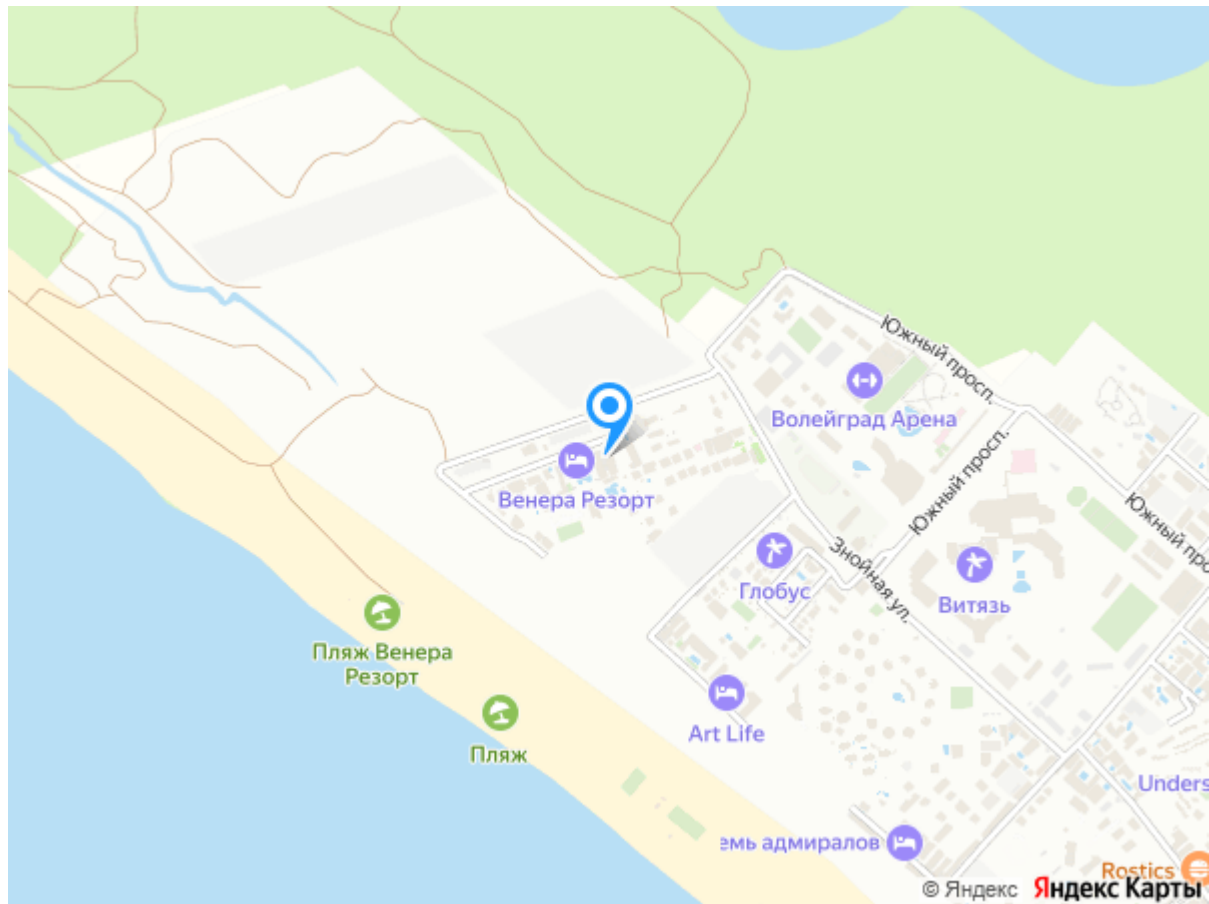 Южный просп.
Волейград Арена
Южный просп.
Южный прос
Венера Резорт
Знойная ул.
Глобус
Витязь
Пляж Венера
Резорт
Art Life
Пляж
Unders
емь адмиралов
Rostics
© Яндекс Яндекс Карты